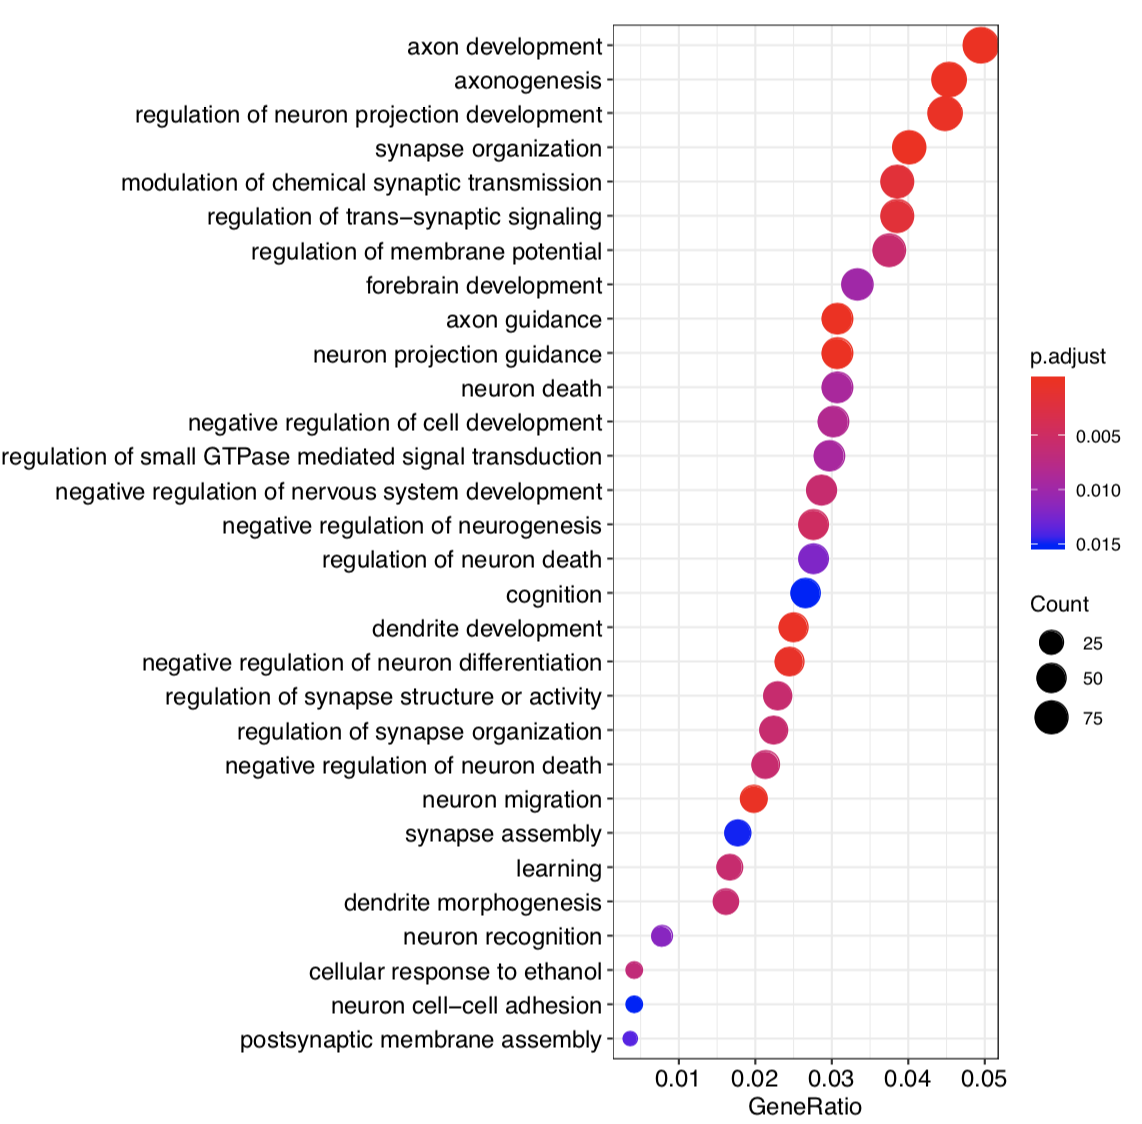 axon development
axonogenesis
regulation of neuron projection development
synapse organization
modulation of chemical synaptic transmission
regulation of trans−synaptic signaling
regulation of membrane potential
forebrain development
axon guidance
neuron projection guidance
neuron death
negative regulation of cell development
regulation of small GTPase mediated signal transduction
negative regulation of nervous system development
negative regulation of neurogenesis
regulation of neuron death
cognition
dendrite development
negative regulation of neuron differentiation
regulation of synapse structure or activity
regulation of synapse organization
negative regulation of neuron death
neuron migration
synapse assembly
learning
dendrite morphogenesis
neuron recognition
cellular response to ethanol
neuron cell−cell adhesion
postsynaptic membrane assembly
0.01 0.02 0.03 0.04 0.05
GeneRatio
p.adjust
0.005
0.010
0.015
Count
25
50
75